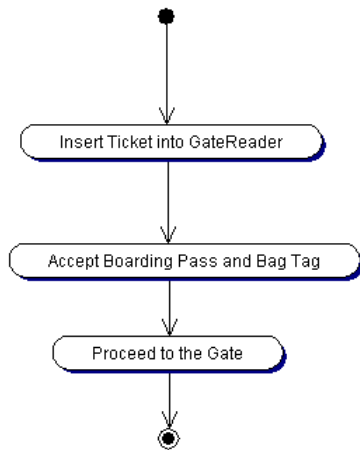 Insert Ticket into GateReader
Accept Boarding Pass and Bag Tag
Proceed to the Gate